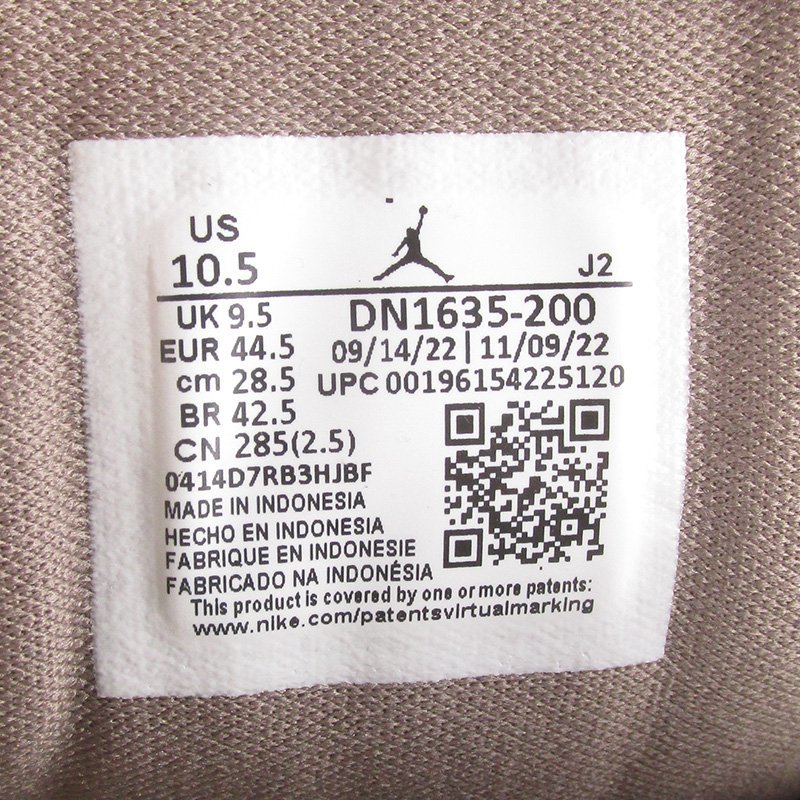 US
10.5
J2
UK 9.5
EUR 44.5
cm 28.5
BR 42.5
CN 285(2.5)
DN1635-200
09/14/22 | 11/09/22
UPC 00196154225120
0414D7RB3HJBF
MADE IN INDONESIA
HECHO EN INDONESIA
FABRIQUE EN INDONESIE
FABRICADO NA INDONÉSIA
This product is covered by one or more patents:
www.nike.com/patentsvirtualmarking